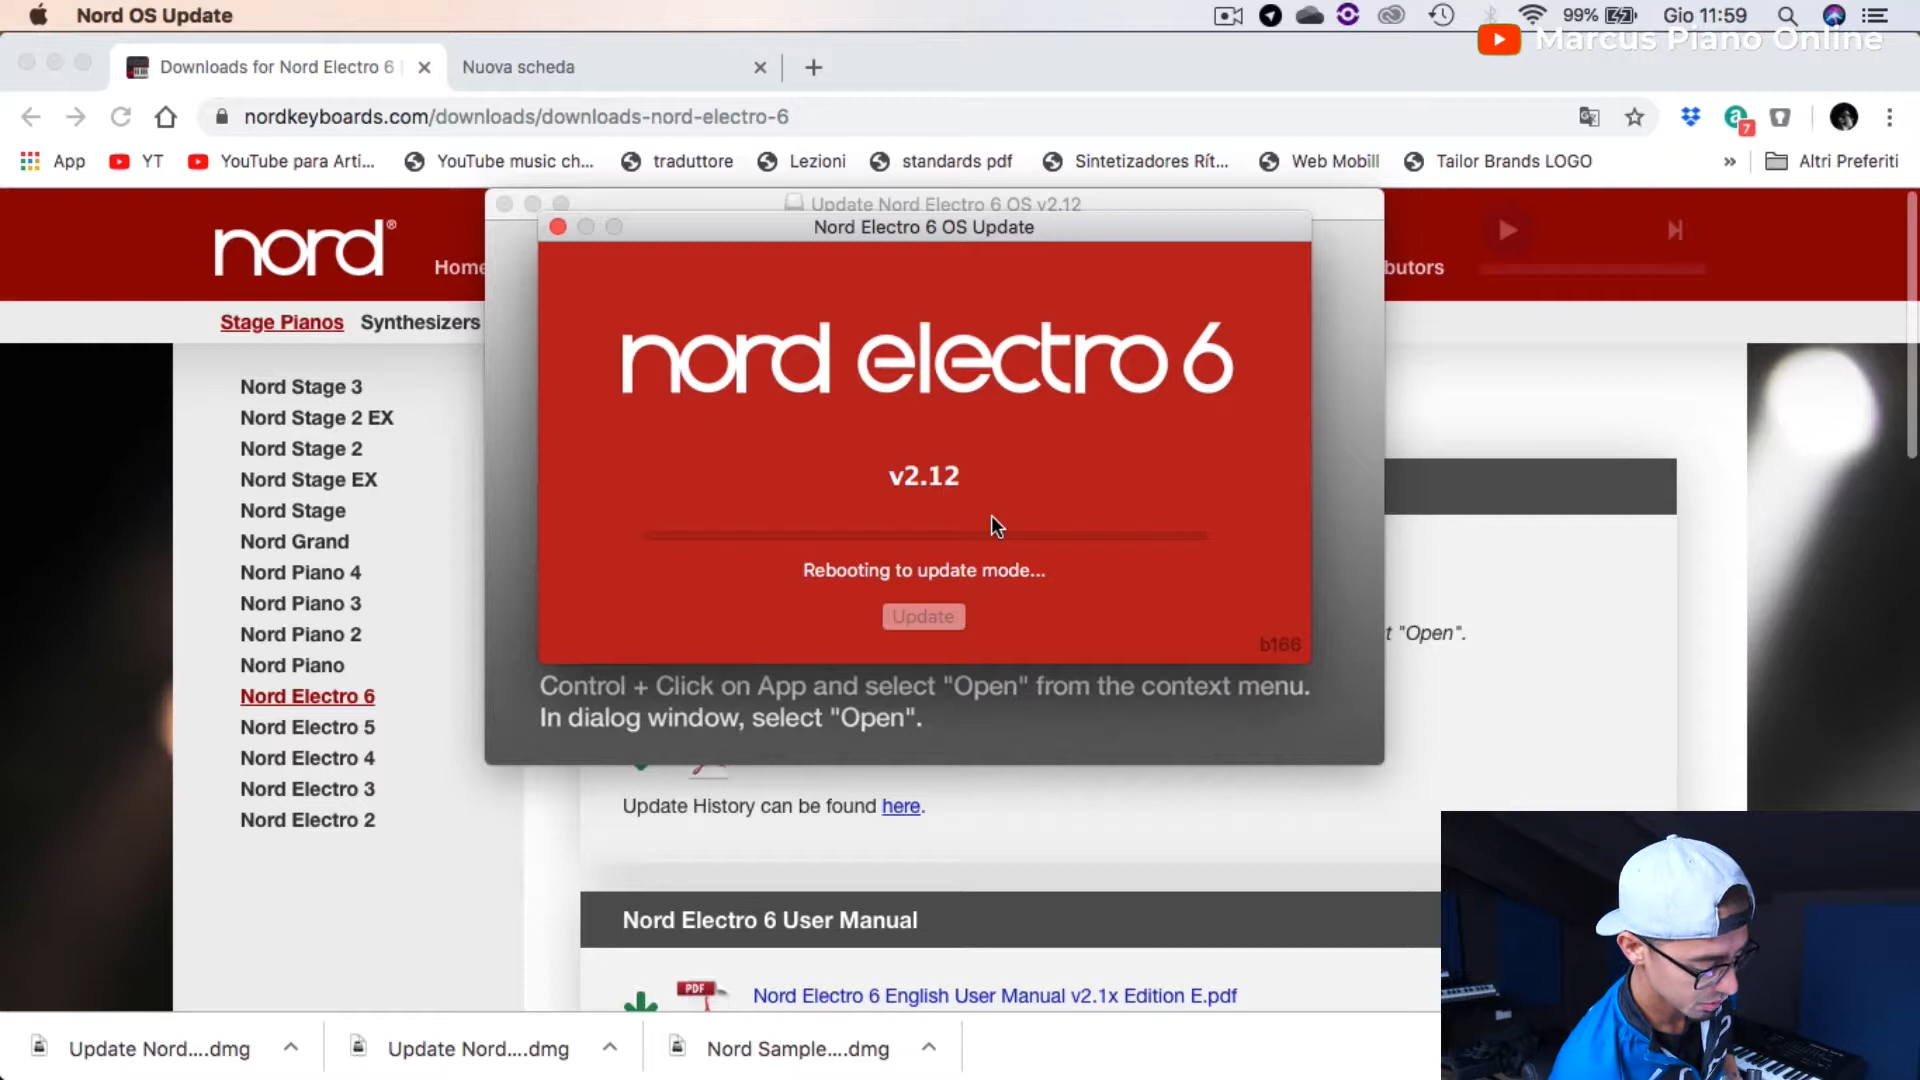 Nord OS Update
99%
Gio 11:59
Marcus Piano Online
Downloads for Nord Electro 6
Nuova scheda
nordkeyboards.com/downloads/downloads-nord-electro-6
7
App
YT
YouTube para Arti...
YouTube music ch...
traduttore
Lezioni
standards pdf
Sintetizadores Rít...
Web Mobill
Tailor Brands LOGO
»
Altri Preferiti
Update Nord Electro 6 OS v2.12
Nord Electro 6 OS Update
nord®
Home
butors
Stage Pianos
Synthesizers
nord electro 6
v2.12
Rebooting to update mode...
Update
b166
Control + Click on App and select "Open" from the context menu.
In dialog window, select "Open".
t "Open".
Nord Stage 3
Nord Stage 2 EX
Nord Stage 2
Nord Stage EX
Nord Stage
Nord Grand
Nord Piano 4
Nord Piano 3
Nord Piano 2
Nord Piano
Nord Electro 6
Nord Electro 5
Nord Electro 4
Nord Electro 3
Nord Electro 2
Update History can be found here.
Nord Electro 6 User Manual
PDF
Nord Electro 6 English User Manual v2.1x Edition E.pdf
Update Nord....dmg
Update Nord....dmg
Nord Sample....dmg